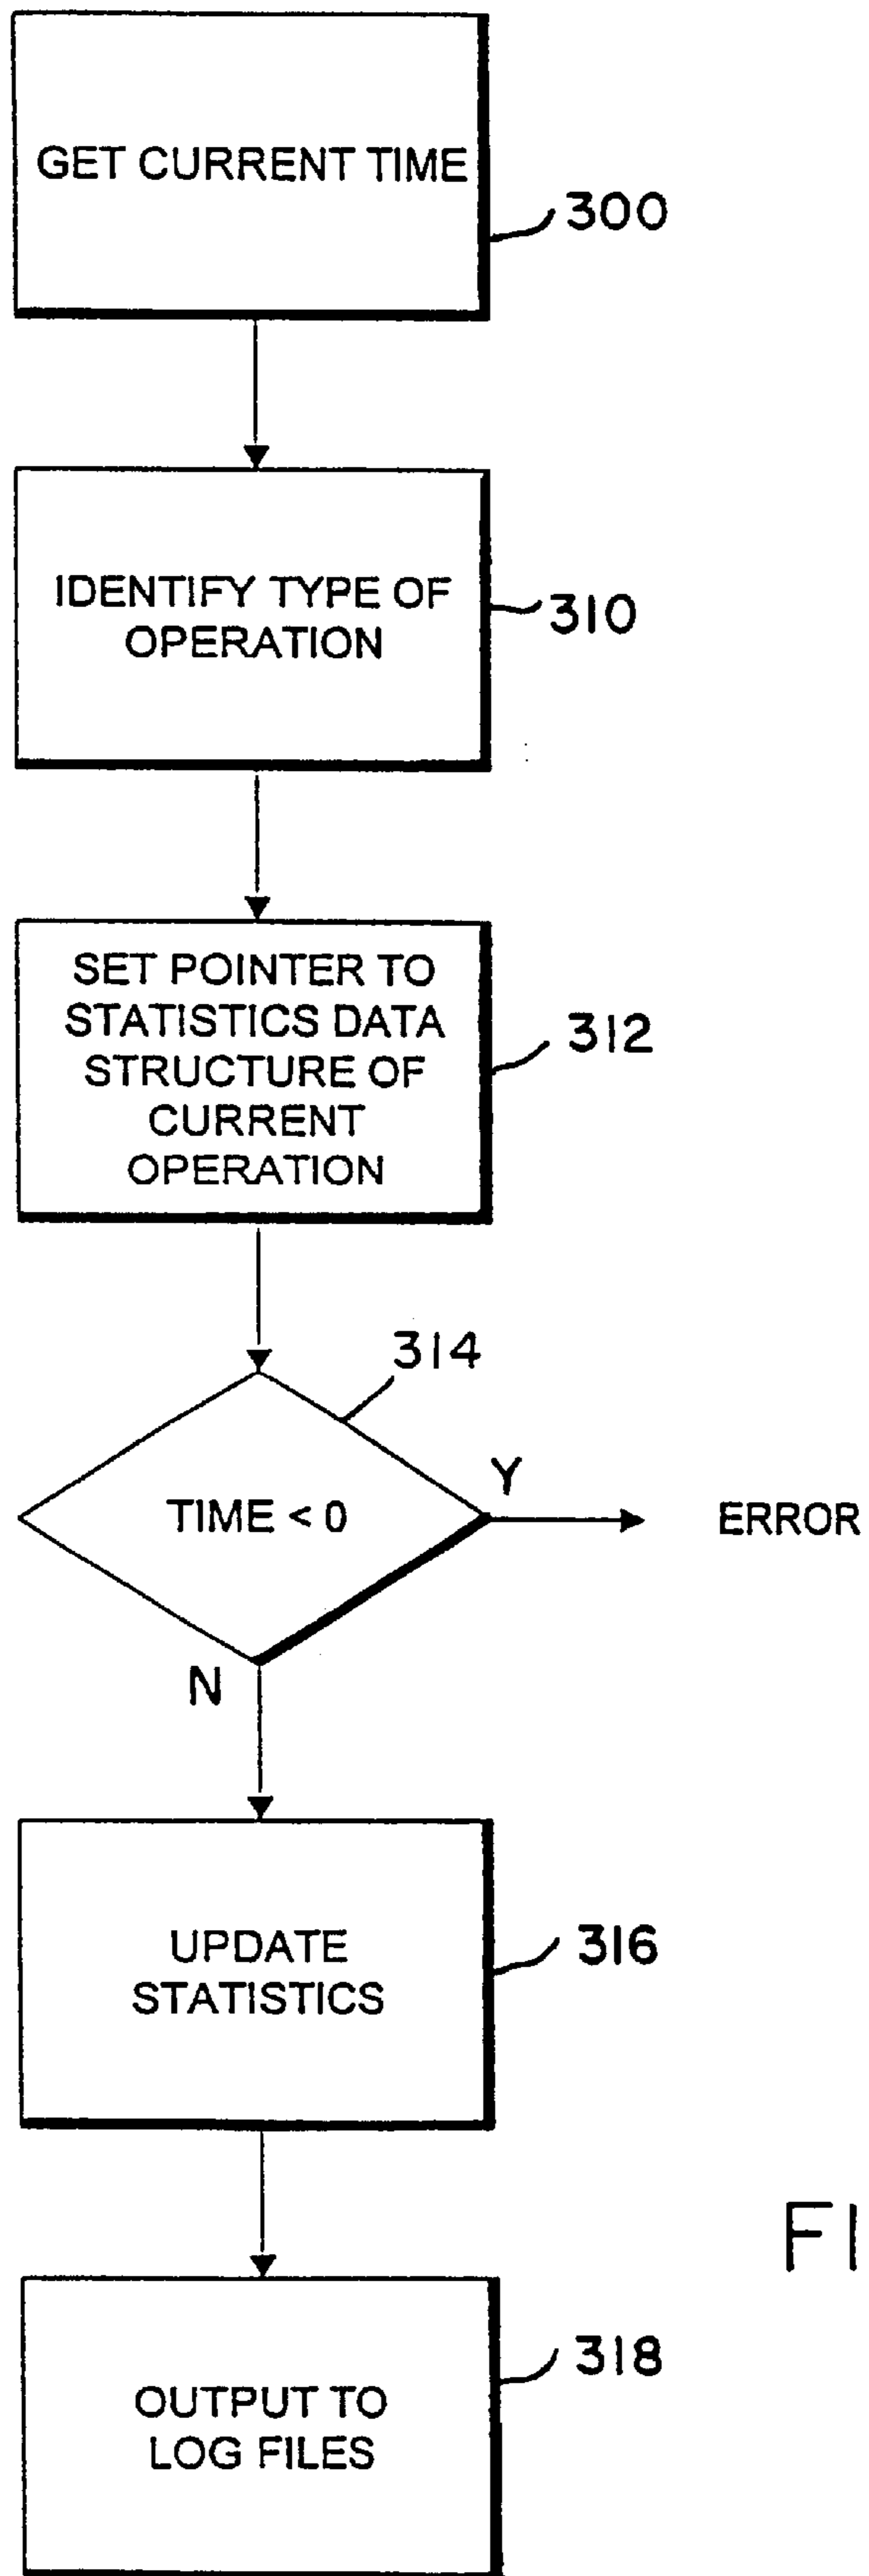 GET CURRENT TIME
300
IDENTIFY TYPE OF
OPERATION
310
SET POINTER TO
STATISTICS DATA
STRUCTURE OF
CURRENT
OPERATION
312
314
TIME < 0
Y
ERROR
N
UPDATE
STATISTICS
316
FI
OUTPUT TO
LOG FILES
318